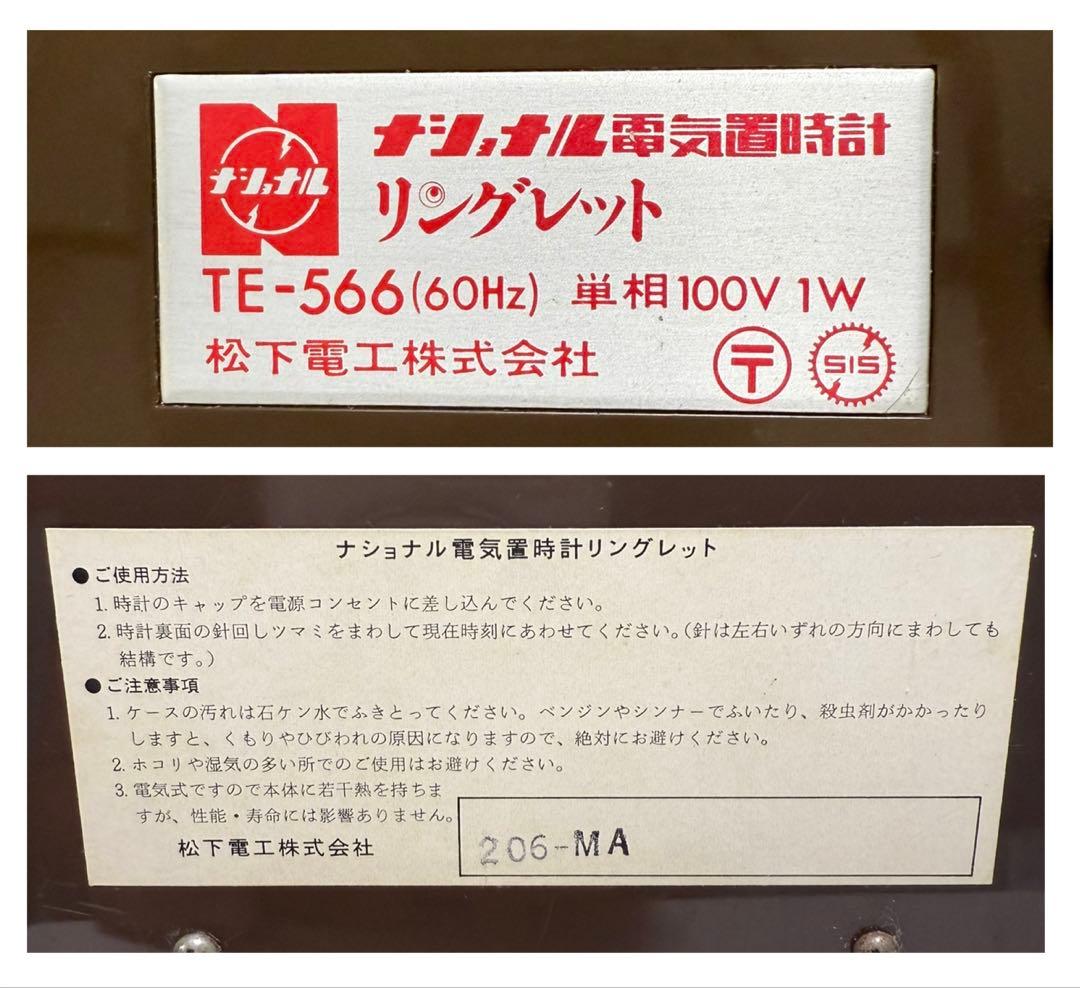 ナショナル
ナショナル電気置時計
リングレット
TE-566(60Hz) 単相100V 1W
松下電工株式会社
〒 SIS
ナショナル電気置時計リングレット
●ご使用方法
1. 時計のキャップを電源コンセントに差し込んでください。
2. 時計裏面の針回しツマミをまわして現在時刻にあわせてください。(針は左右いずれの方向にまわしても
結構です。)
●ご注意事項
1. ケースの汚れは石ケン水でふきとってください。ベンジンやシンナーでふいたり、殺虫剤がかかったり
しますと、くもりやひびわれの原因になりますので、絶対にお避けください。
2. ホコリや湿気の多い所でのご使用はお避けください。
3. 電気式ですので本体に若干熱を持ちま
すが、性能・寿命には影響ありません。
松下電工株式会社
206-MA